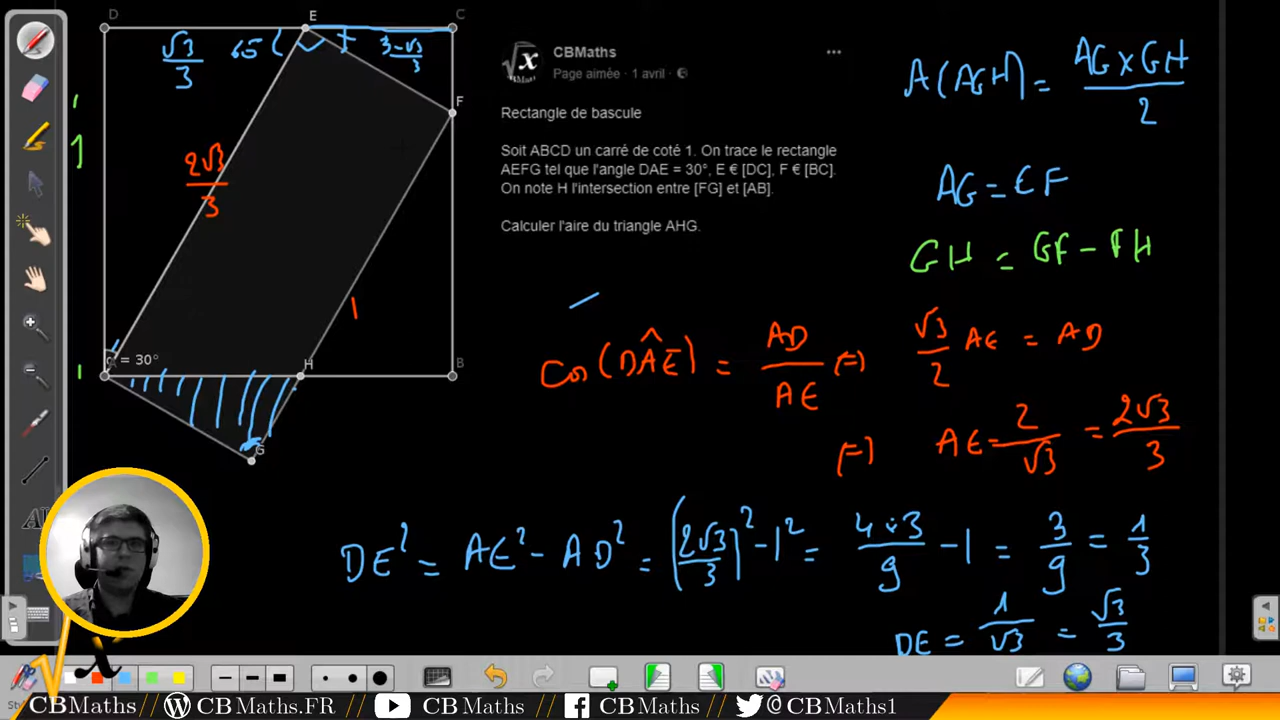 D
E
C
√3/3
65
3-√3/3
F
1
2√3/3
1
= 30°
H
B
G
CBMaths
Page aimée · 1 avril ·
Rectangle de bascule
Soit ABCD un carré de coté 1. On trace le rectangle
AEFG tel que l'angle DAE = 30°, E € [DC], F € [BC].
On note H l'intersection entre [FG] et [AB].
Calculer l'aire du triangle AHG.
A(AGH) = AG x GH / 2
AG = EF
GH = GF - FH
Cos(DAE) = AD/AE (=) √3/2 AE = AD
(=) AE = 2/√3 = 2√3/3
DE² = AE² - AD² = (2√3/3)² - 1² = 4×3/9 - 1 = 3/9 = 1/3
DE = 1/√3 = √3/3
CBMaths
CBMaths.FR
CBMaths
CBMaths
@CBMaths1